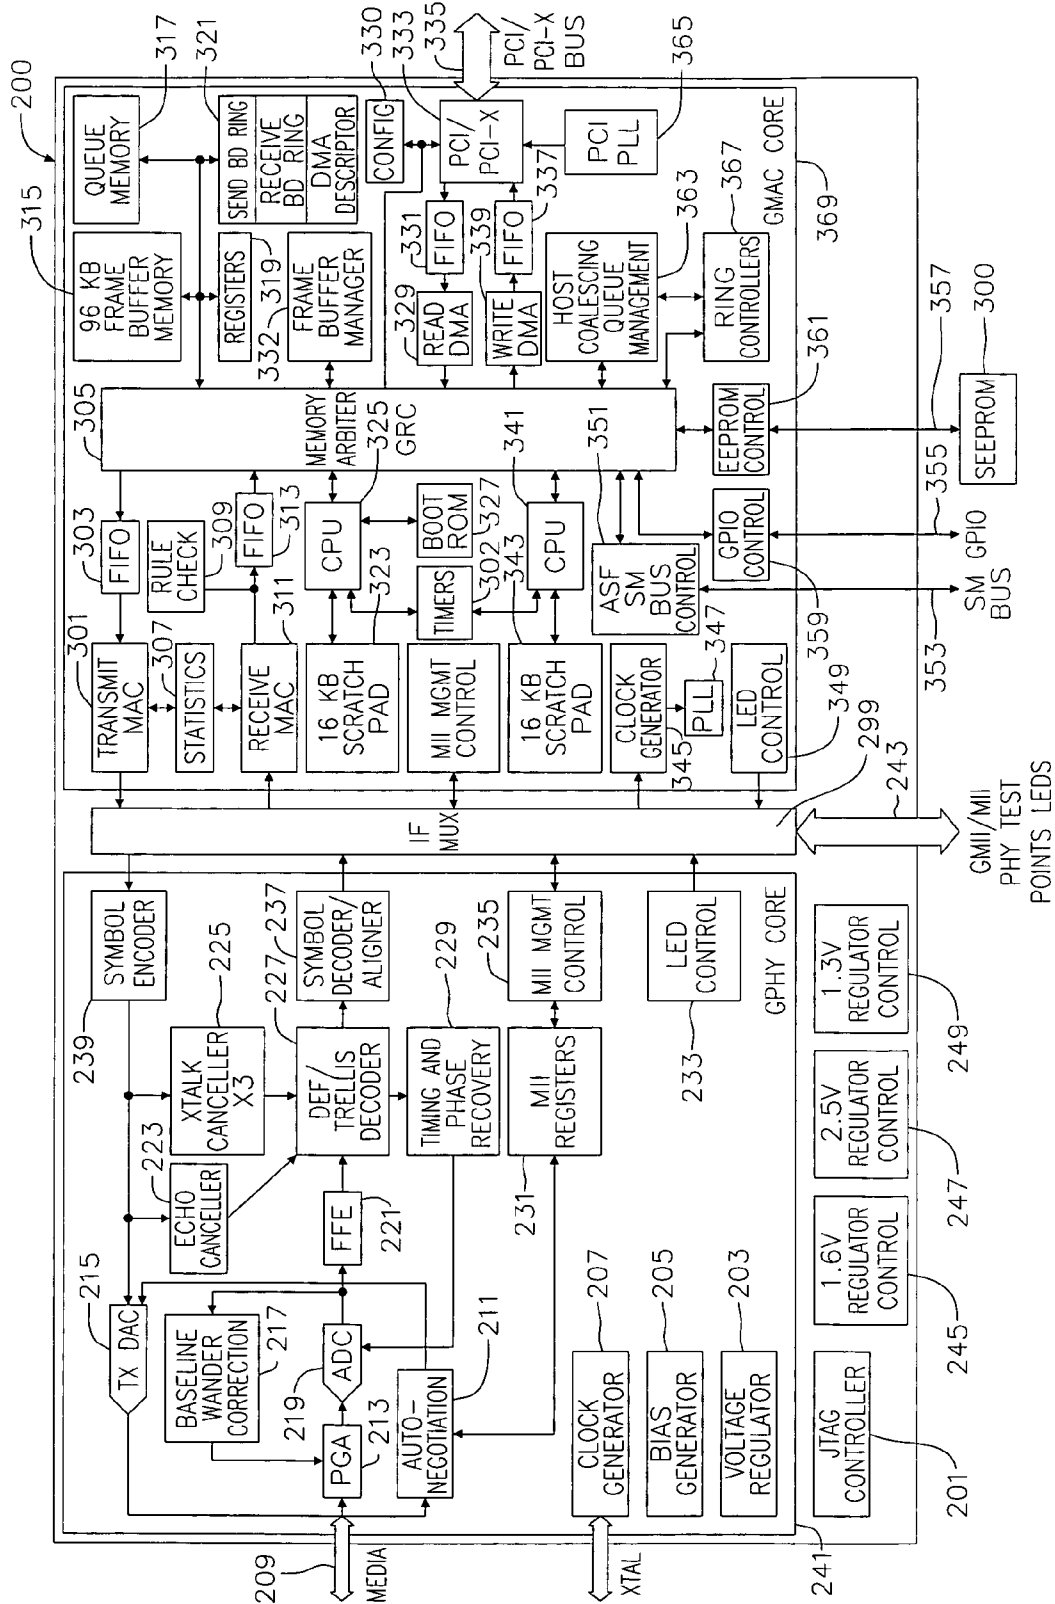 200
209
MEDIA
XTAL
241
TX DAC
215
BASELINE
WANDER
CORRECTION
217
219
ADC
PGA
213
AUTO-
NEGOTIATION
211
CLOCK
GENERATOR
207
BIAS
GENERATOR
205
VOLTAGE
REGULATOR
203
JTAG
CONTROLLER
201
ECHO
CANCELLER
223
XTALK
CANCELLER
X3
225
FFE
221
DEF/
TRELLIS
DECODER
227
TIMING AND
PHASE
RECOVERY
229
MII
REGISTERS
231
SYMBOL
ENCODER
239
SYMBOL
DECODER/
ALIGNER
237
MII MGMT
CONTROL
235
LED
CONTROL
233
GPHY CORE
1.6V
REGULATOR
CONTROL
245
2.5V
REGULATOR
CONTROL
247
1.3V
REGULATOR
CONTROL
249
IF
MUX
299
243
GMII/MII
PHY TEST
POINTS LEDS
TRANSMIT
MAC
301
STATISTICS
307
RECEIVE
MAC
311
16 KB
SCRATCH
PAD
323
MII MGMT
CONTROL
16 KB
SCRATCH
PAD
343
CLOCK
GENERATOR
345
PLL
347
LED
CONTROL
349
FIFO
303
RULE
CHECK
309
FIFO
313
CPU
325
BOOT
ROM
327
TIMERS
302
CPU
341
ASF
SM
BUS
CONTROL
351
GPIO
CONTROL
359
EEPROM
CONTROL
361
353
SM
BUS
355
GPIO
357
SEEPROM
300
305
MEMORY
ARBITER
GRC
96 KB
FRAME
BUFFER
MEMORY
315
QUEUE
MEMORY
317
REGISTERS
319
SEND BD RING
RECEIVE
BD RING
DMA
DESCRIPTOR
321
FRAME
BUFFER
MANAGER
332
CONFIG
330
READ
DMA
329
FIFO
331
WRITE
DMA
339
FIFO
337
PCI/
PCI-X
333
335
PCI/
PCI-X
BUS
HOST
COALESCING
QUEUE
MANAGEMENT
363
PCI
PLL
365
RING
CONTROLLERS
367
GMAC CORE
369